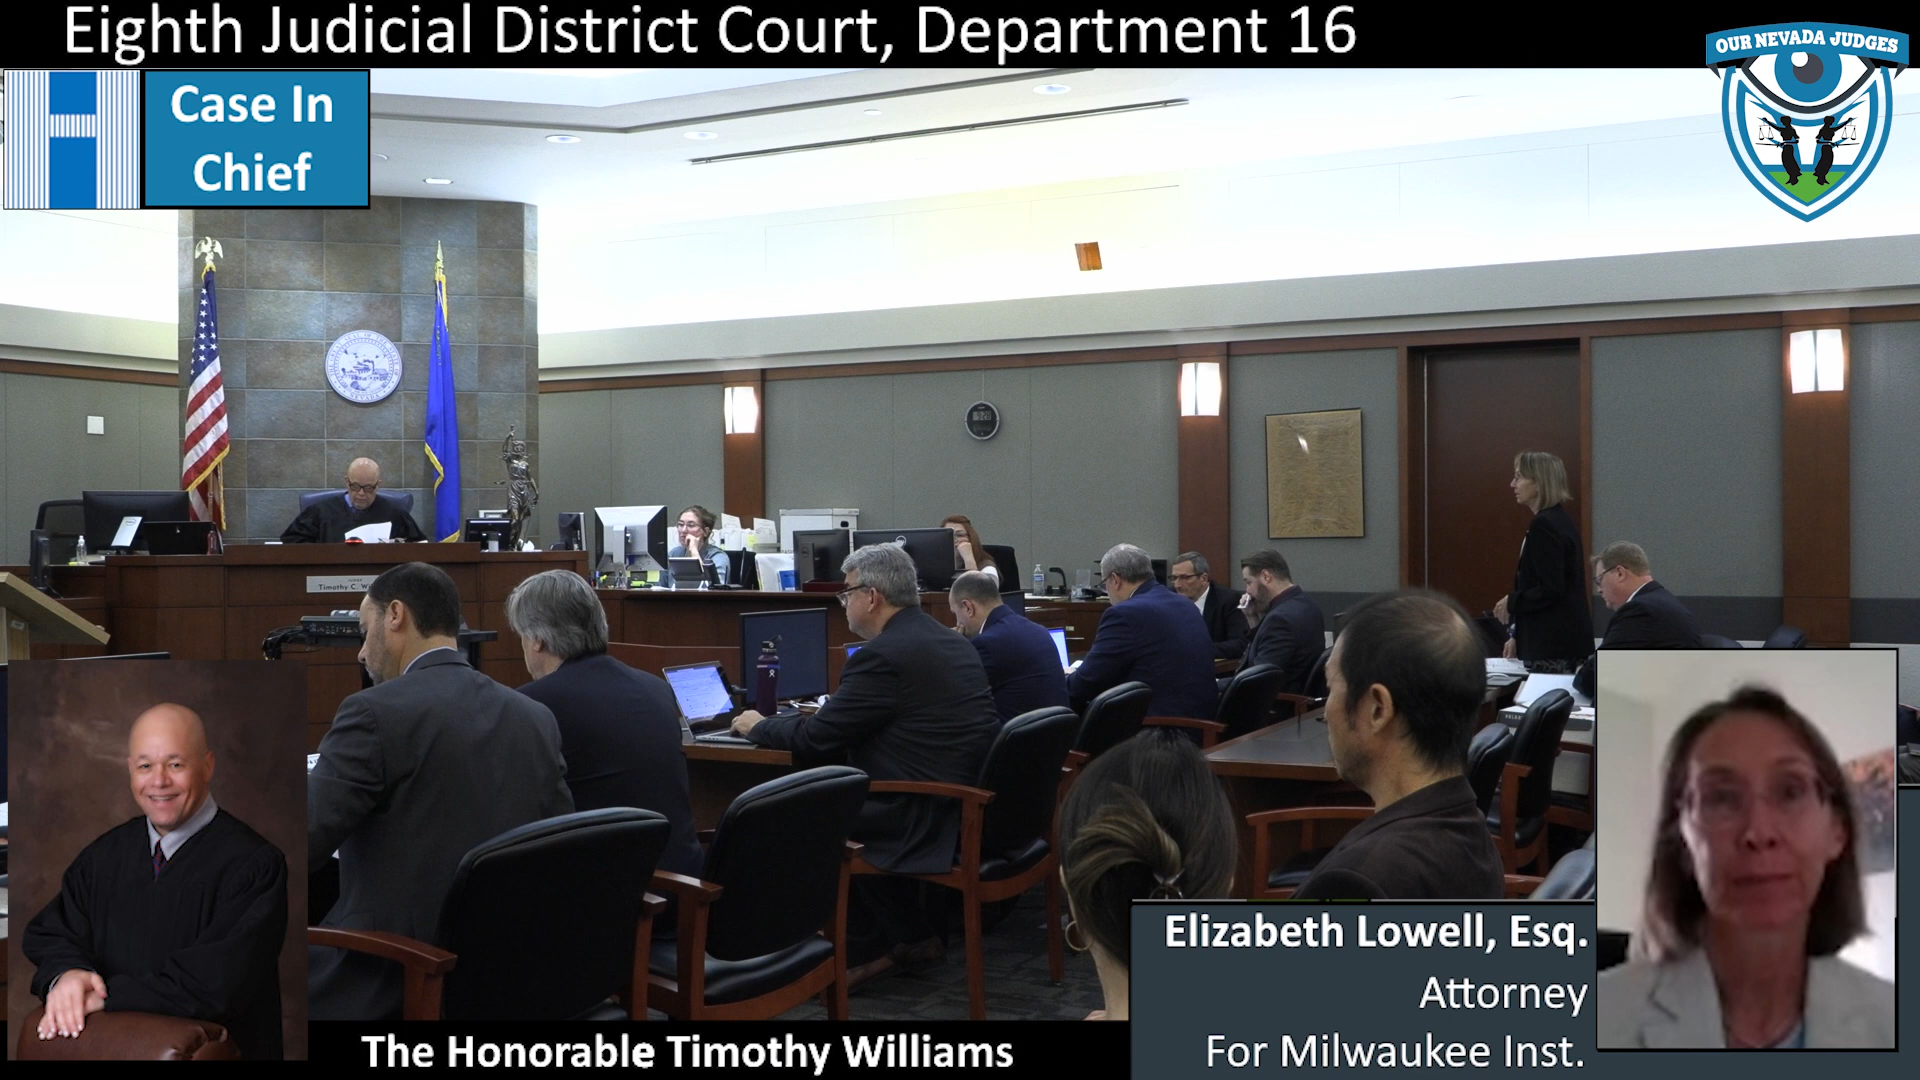 Eighth Judicial District Court, Department 16
OUR NEVADA JUDGES
Case In
Chief
Timothy C. W
Elizabeth Lowell, Esq.
Attorney
For Milwaukee Inst.
The Honorable Timothy Williams